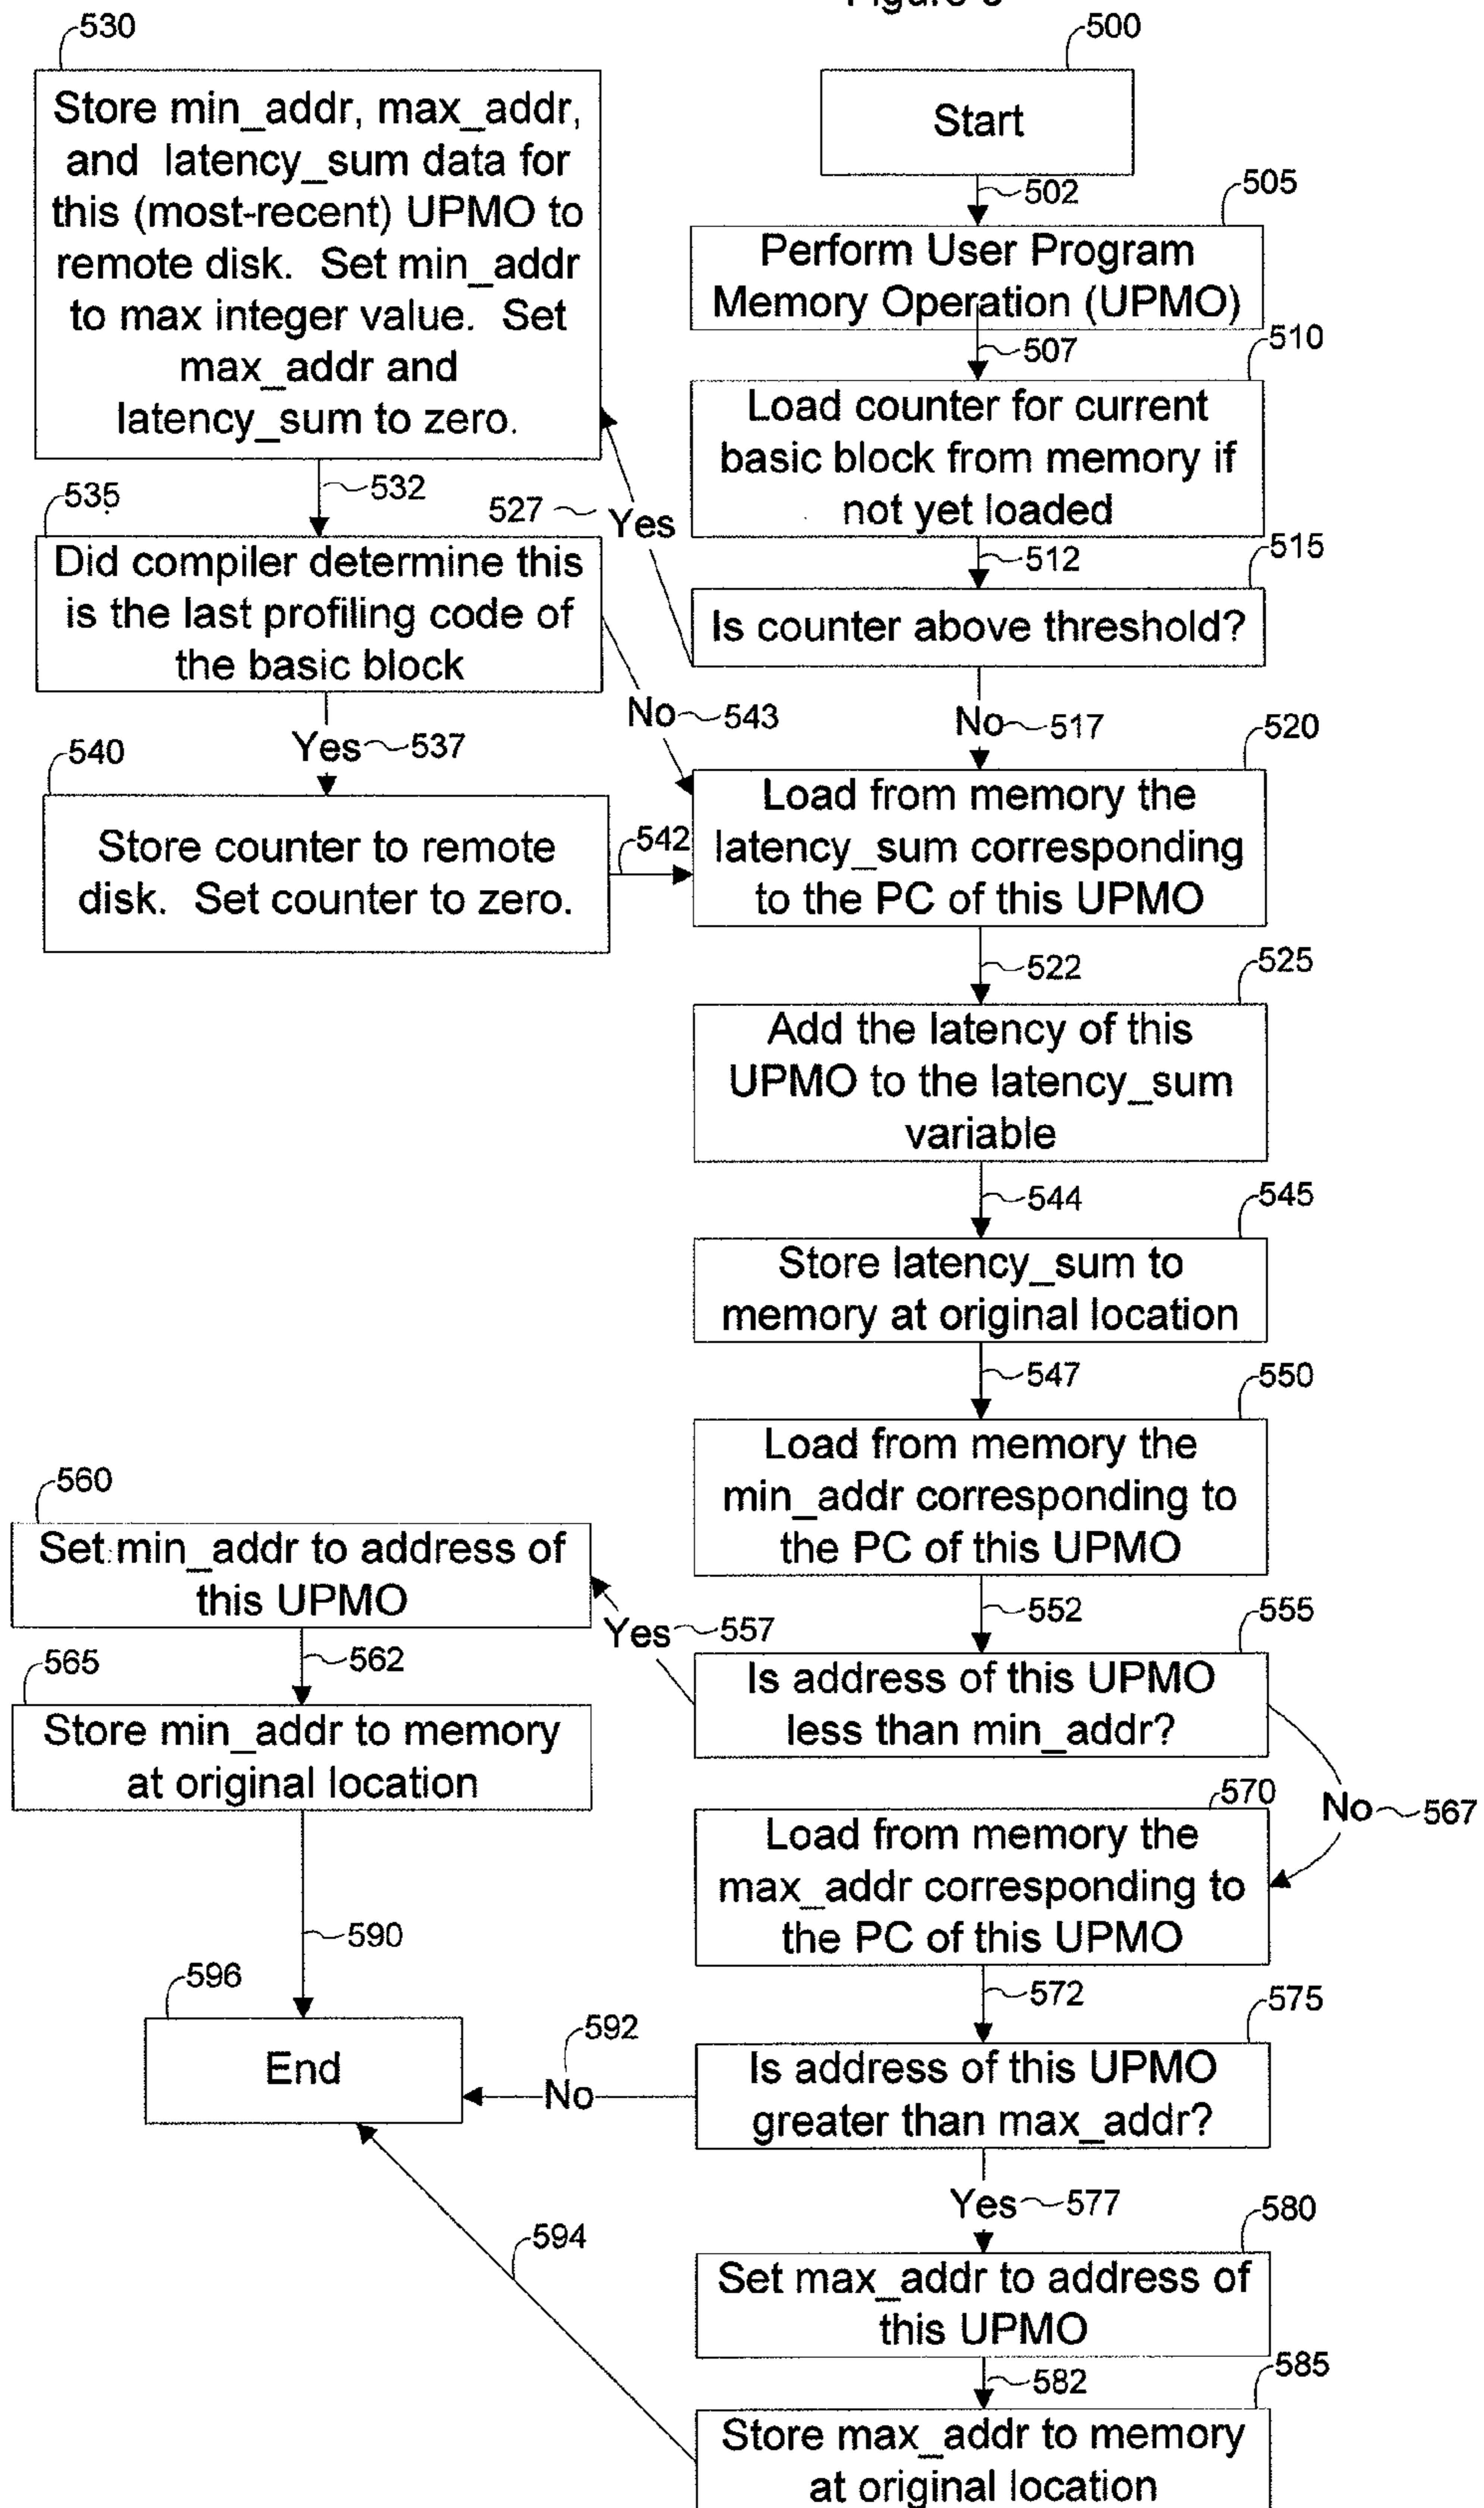 530
500
Store min_addr, max_addr,
and latency_sum data for
this (most-recent) UPMO to
remote disk. Set min_addr
to max integer value. Set
max_addr and
latency_sum to zero.
Start
502
505
Perform User Program
Memory Operation (UPMO)
507
510
Load counter for current
basic block from memory if
not yet loaded
512
515
Is counter above threshold?
527
Yes
532
535
Did compiler determine this
is the last profiling code of
the basic block
No
543
No
517
520
Yes
537
540
Store counter to remote
disk. Set counter to zero.
542
Load from memory the
latency_sum corresponding
to the PC of this UPMO
522
525
Add the latency of this
UPMO to the latency_sum
variable
544
545
Store latency_sum to
memory at original location
547
550
Load from memory the
min_addr corresponding to
the PC of this UPMO
552
555
Is address of this UPMO
less than min_addr?
Yes
557
560
Set min_addr to address of
this UPMO
562
565
Store min_addr to memory
at original location
No
567
570
Load from memory the
max_addr corresponding to
the PC of this UPMO
572
575
Is address of this UPMO
greater than max_addr?
590
596
End
592
No
Yes
577
580
Set max_addr to address of
this UPMO
582
585
594
Store max_addr to memory
at original location